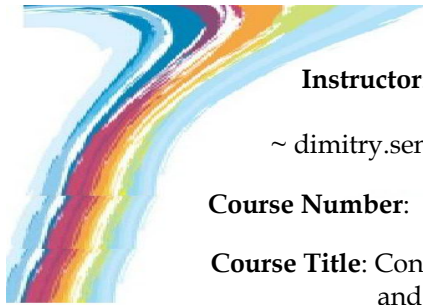 Instructor
~ dimitry.ser
Course Number:
Course Title: Con
and